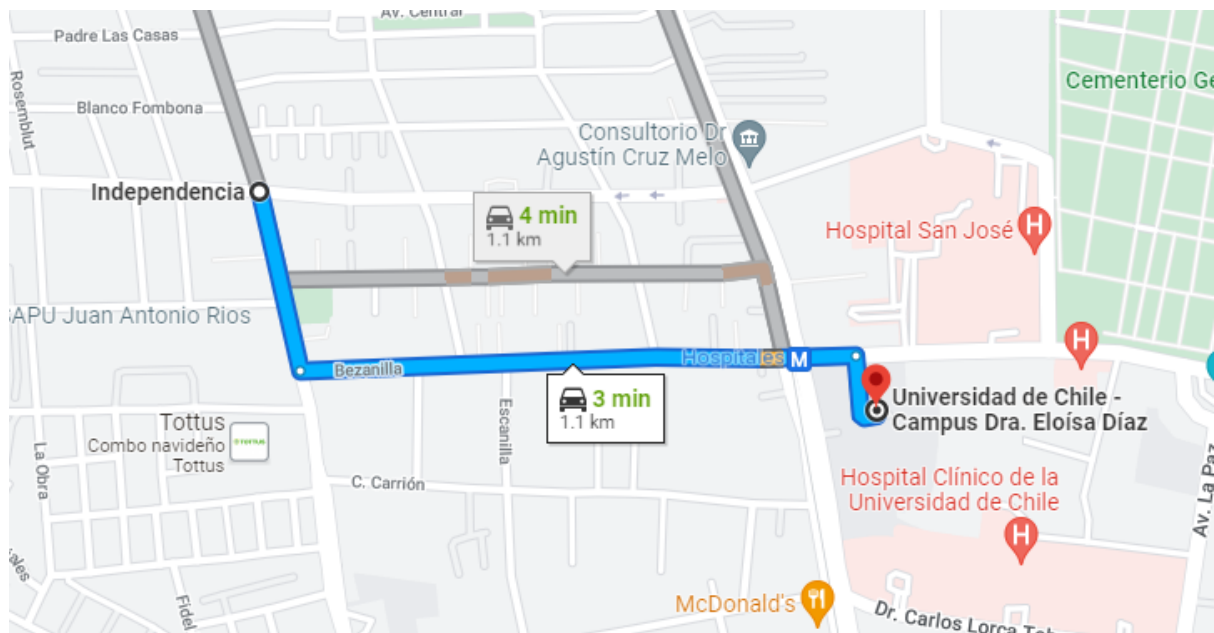 Av. Central
Padre Las Casas
Rosemblut
Blanco Fombona
Cementerio Ge
Consultorio Dr
Agustín Cruz Melo
Independencia
4 min
1.1 km
Hospital San José
H
SAPU Juan Antonio Rios
Bezanilla
Hospitales
M
H
3 min
1.1 km
Universidad de Chile -
Campus Dra. Eloísa Díaz
Tottus
Combo navideño
Tottus
TOTTUS
Escanilla
La Obra
C. Carrión
Hospital Clínico de la
Universidad de Chile
H
Av. La Paz
McDonald's
Fidel
Dr. Carlos Lorca